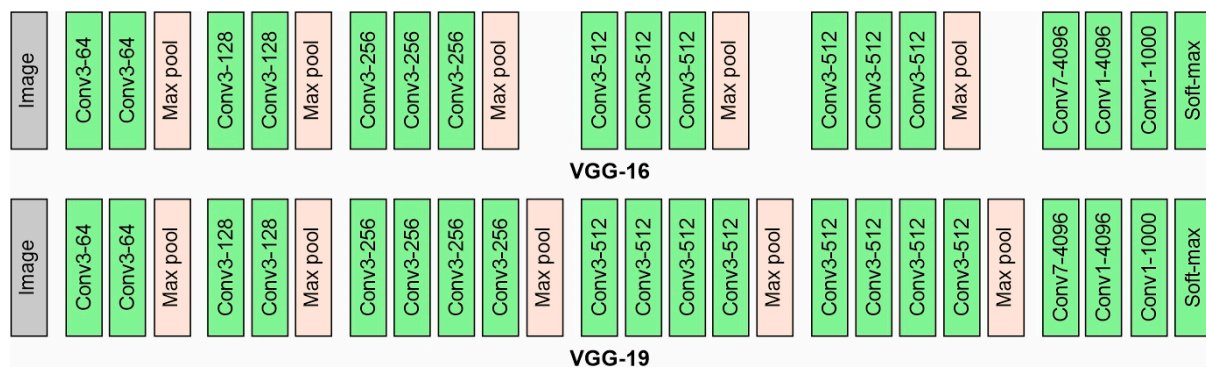 Image
Conv3-64
Conv3-64
Max pool
Conv3-128
Conv3-128
Max pool
Conv3-256
Conv3-256
Conv3-256
Max pool
Conv3-512
Conv3-512
Conv3-512
Max pool
Conv3-512
Conv3-512
Conv3-512
Max pool
Conv7-4096
Conv1-4096
Conv1-1000
Soft-max
VGG-16
Image
Conv3-64
Conv3-64
Max pool
Conv3-128
Conv3-128
Max pool
Conv3-256
Conv3-256
Conv3-256
Conv3-256
Max pool
Conv3-512
Conv3-512
Conv3-512
Conv3-512
Max pool
Conv3-512
Conv3-512
Conv3-512
Conv3-512
Max pool
Conv7-4096
Conv1-4096
Conv1-1000
Soft-max
VGG-19